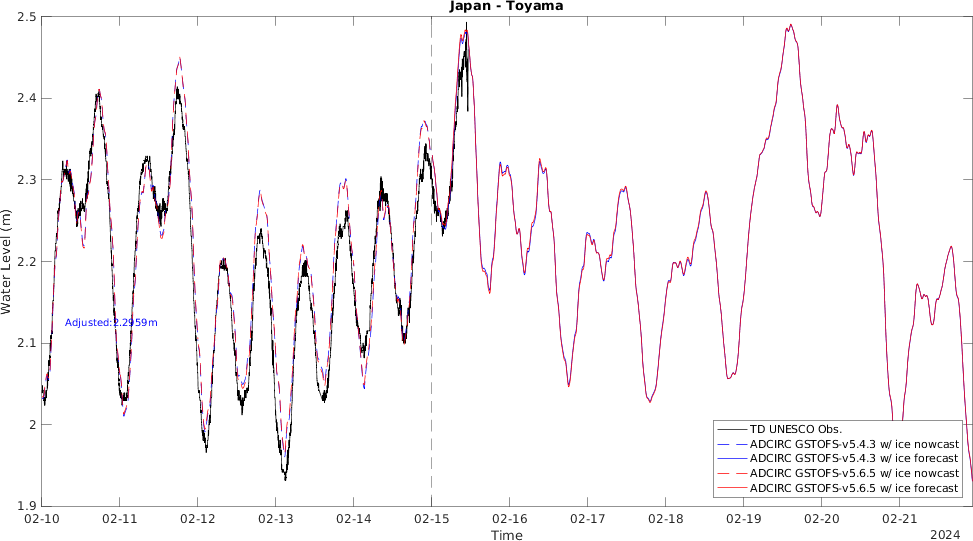 Japan - Toyama
2.5
2.4
2.3
2.2
2.1
2
1.9
Water Level (m)
Adjusted:2.2959m
TD UNESCO Obs.
ADCIRC GSTOFS-v5.4.3 w/ ice nowcast
ADCIRC GSTOFS-v5.4.3 w/ ice forecast
ADCIRC GSTOFS-v5.6.5 w/ ice nowcast
ADCIRC GSTOFS-v5.6.5 w/ ice forecast
02-10 02-11 02-12 02-13 02-14 02-15 02-16 02-17 02-18 02-19 02-20 02-21
Time
2024